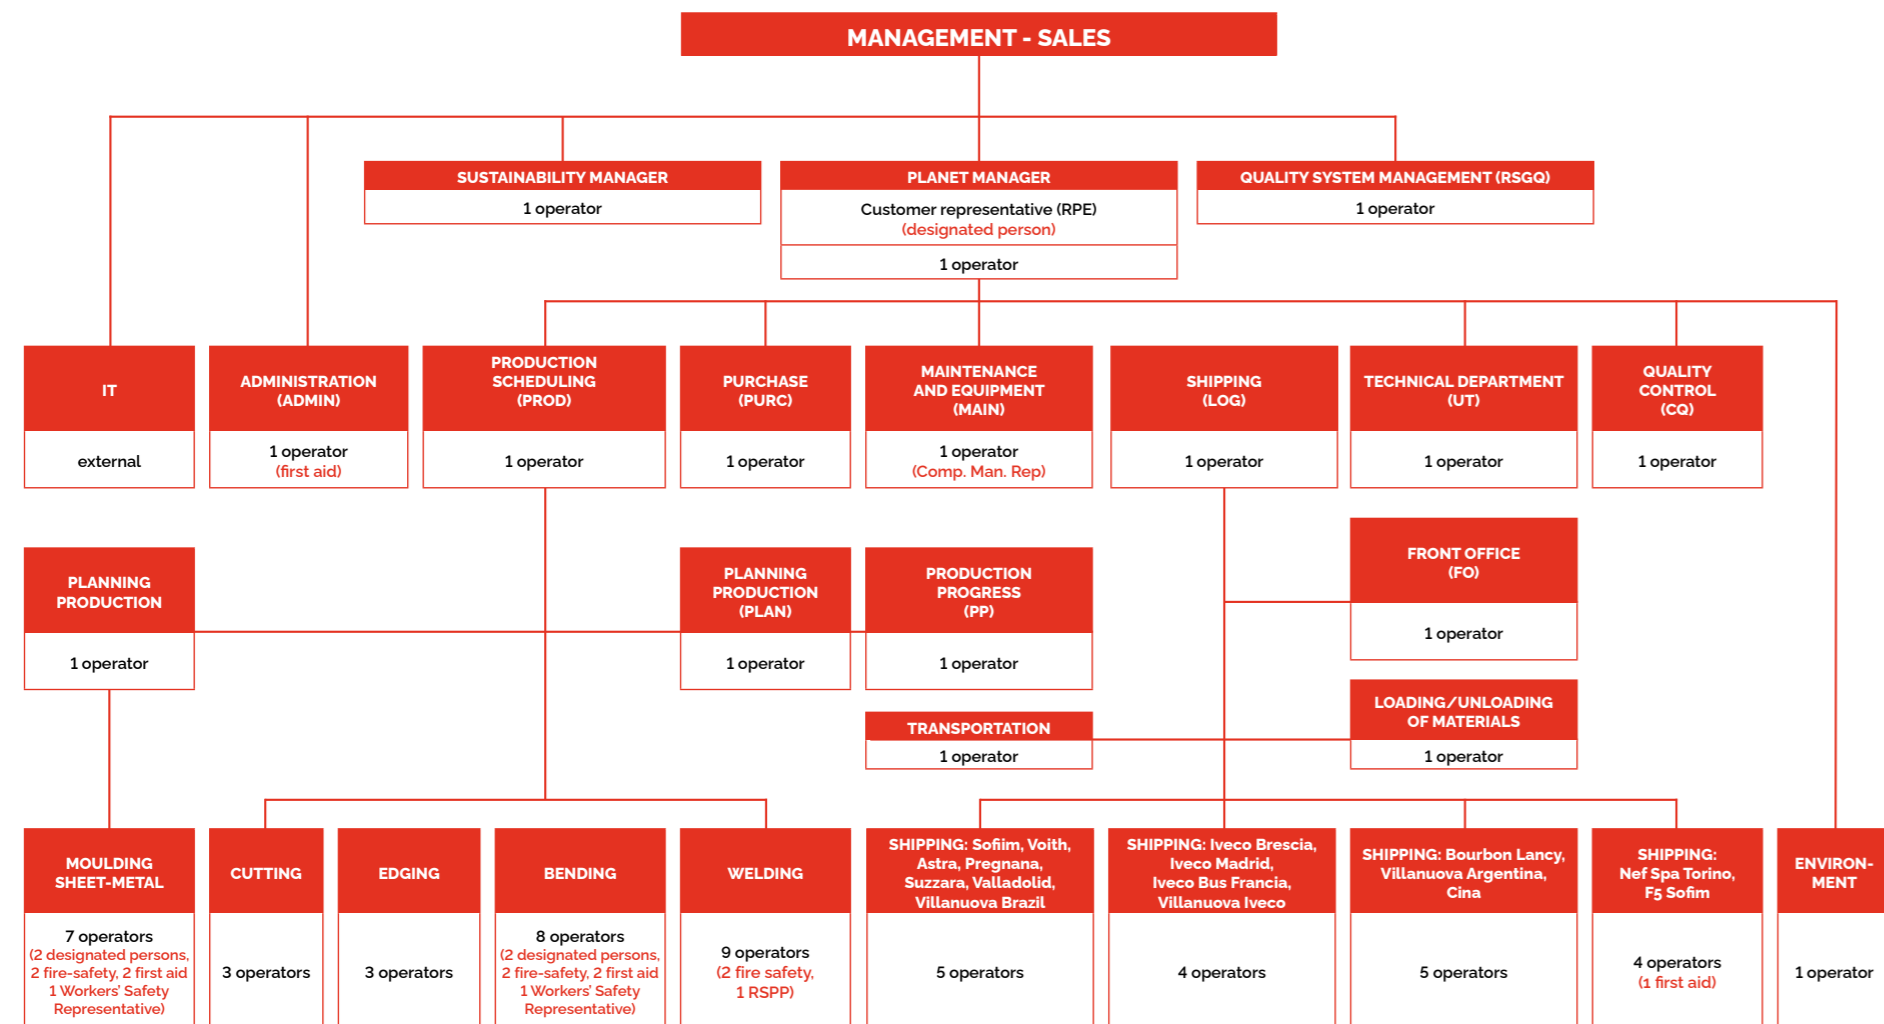 MANAGEMENT - SALES
SUSTAINABILITY MANAGER
1 operator
PLANET MANAGER
Customer representative (RPE)
(designated person)
1 operator
QUALITY SYSTEM MANAGEMENT (RSGQ)
1 operator
IT
external
ADMINISTRATION
(ADMIN)
1 operator
(first aid)
PRODUCTION
SCHEDULING
(PROD)
1 operator
PURCHASE
(PURC)
1 operator
MAINTENANCE
AND EQUIPMENT
(MAIN)
1 operator
(Comp. Man. Rep)
SHIPPING
(LOG)
1 operator
TECHNICAL DEPARTMENT
(UT)
1 operator
QUALITY
CONTROL
(CQ)
1 operator
PLANNING
PRODUCTION
1 operator
PLANNING
PRODUCTION
(PLAN)
1 operator
PRODUCTION
PROGRESS
(PP)
1 operator
FRONT OFFICE
(FO)
1 operator
TRANSPORTATION
1 operator
LOADING/UNLOADING
OF MATERIALS
1 operator
MOULDING
SHEET-METAL
7 operators
(2 designated persons,
2 fire-safety, 2 first aid
1 Workers' Safety
Representative)
CUTTING
3 operators
EDGING
3 operators
BENDING
8 operators
(2 designated persons,
2 fire-safety, 2 first aid
1 Workers' Safety
Representative)
WELDING
9 operators
(2 fire safety,
1 RSPP)
SHIPPING: Sofiim, Voith,
Astra, Pregnana,
Suzzara, Valladolid,
Villanuova Brazil
5 operators
SHIPPING: Iveco Brescia,
Iveco Madrid,
Iveco Bus Francia,
Villanuova Iveco
4 operators
SHIPPING: Bourbon Lancy,
Villanuova Argentina,
Cina
5 operators
SHIPPING:
Nef Spa Torino,
F5 Sofim
4 operators
(1 first aid)
ENVIRON-
MENT
1 operator